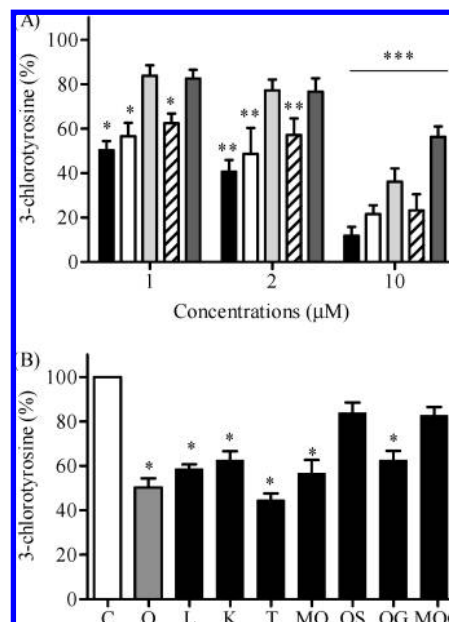 (A)
3-chlorotyrosine (%)
100
80
60
40
20
0
* * *
** ** **
***
1 2 10
Concentrations (µM)
(B)
3-chlorotyrosine (%)
100
80
60
40
20
0
* * * * * *
C Q L K T MQ QS QG